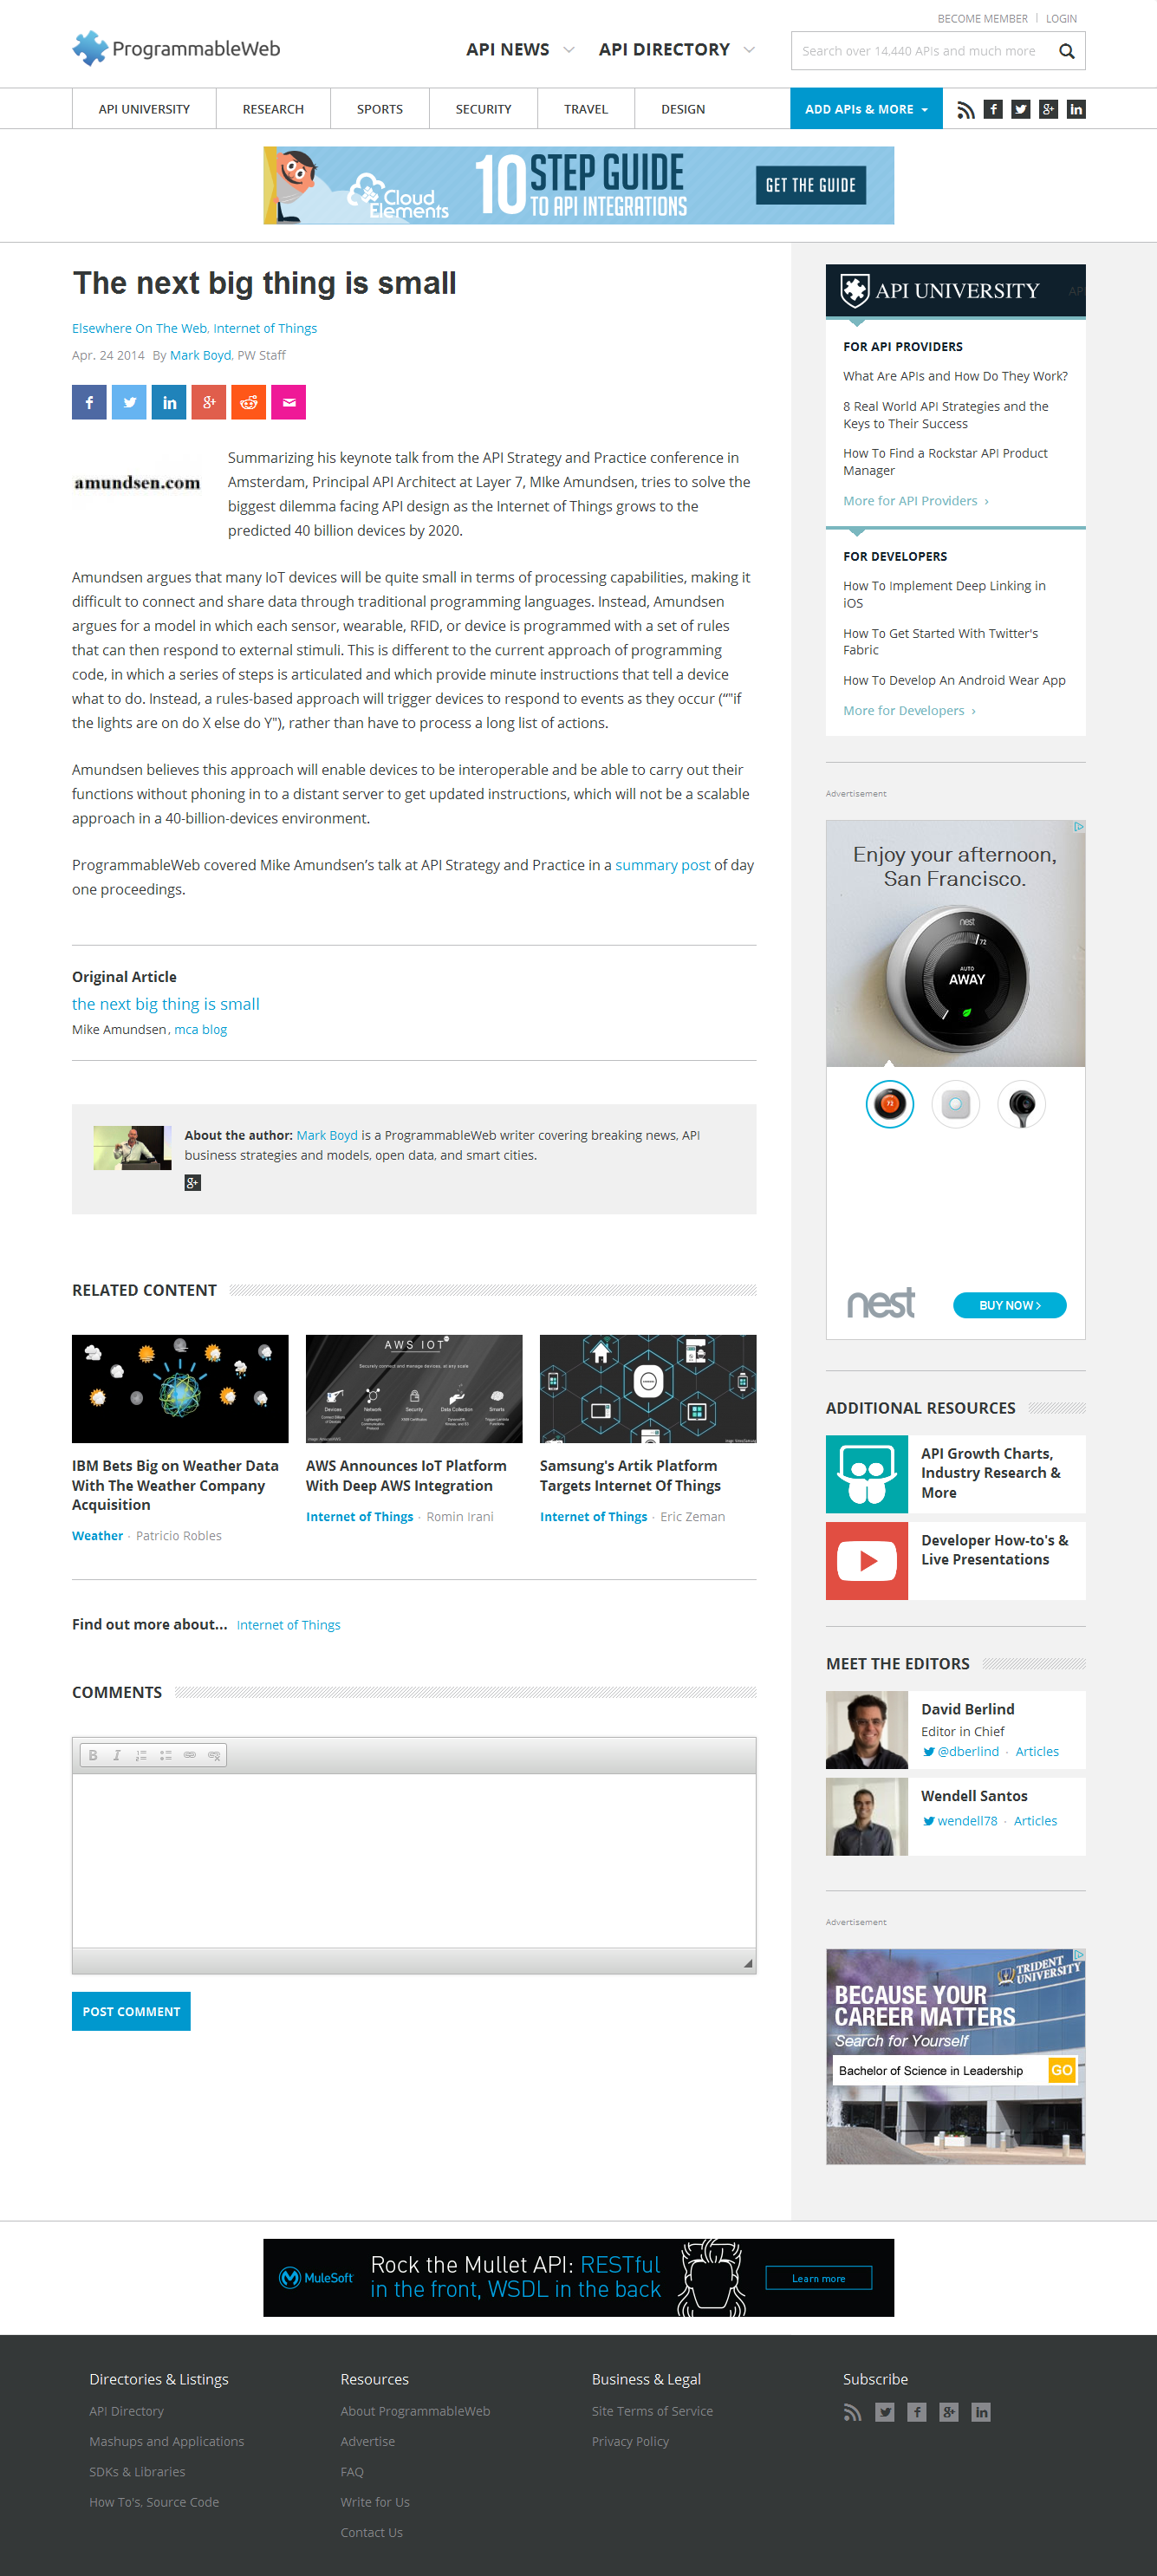 BECOME MEMBER | LOGIN
ProgrammableWeb
API NEWS
API DIRECTORY
Search over 14,440 APIs and much more
API UNIVERSITY
RESEARCH
SPORTS
SECURITY
TRAVEL
DESIGN
ADD APIs & MORE
Cloud Elements
10 STEP GUIDE
TO API INTEGRATIONS
GET THE GUIDE
The next big thing is small
Elsewhere On The Web, Internet of Things
Apr. 24 2014 By Mark Boyd, PW Staff
amundsen.com
Summarizing his keynote talk from the API Strategy and Practice conference in
Amsterdam, Principal API Architect at Layer 7, MIke Amundsen, tries to solve the
biggest dilemma facing API design as the Internet of Things grows to the
predicted 40 billion devices by 2020.
Amundsen argues that many IoT devices will be quite small in terms of processing capabilities, making it
difficult to connect and share data through traditional programming languages. Instead, Amundsen
argues for a model in which each sensor, wearable, RFID, or device is programmed with a set of rules
that can then respond to external stimuli. This is different to the current approach of programming
code, in which a series of steps is articulated and which provide minute instructions that tell a device
what to do. Instead, a rules-based approach will trigger devices to respond to events as they occur (“"if
the lights are on do X else do Y"), rather than have to process a long list of actions.
Amundsen believes this approach will enable devices to be interoperable and be able to carry out their
functions without phoning in to a distant server to get updated instructions, which will not be a scalable
approach in a 40-billion-devices environment.
ProgrammableWeb covered Mike Amundsen’s talk at API Strategy and Practice in a summary post of day
one proceedings.
Original Article
the next big thing is small
Mike Amundsen, mca blog
About the author: Mark Boyd is a ProgrammableWeb writer covering breaking news, API
business strategies and models, open data, and smart cities.
RELATED CONTENT
AWS IOT
Securely connect and manage devices, at any scale
Devices
Network
Security
Data Collection
Smarts
IBM Bets Big on Weather Data
With The Weather Company
Acquisition
Weather · Patricio Robles
AWS Announces IoT Platform
With Deep AWS Integration
Internet of Things · Romin Irani
Samsung's Artik Platform
Targets Internet Of Things
Internet of Things · Eric Zeman
Find out more about... Internet of Things
COMMENTS
POST COMMENT
API UNIVERSITY
FOR API PROVIDERS
What Are APIs and How Do They Work?
8 Real World API Strategies and the
Keys to Their Success
How To Find a Rockstar API Product
Manager
More for API Providers ›
FOR DEVELOPERS
How To Implement Deep Linking in
iOS
How To Get Started With Twitter's
Fabric
How To Develop An Android Wear App
More for Developers ›
Advertisement
Enjoy your afternoon,
San Francisco.
nest
72
AUTO
AWAY
72
nest
BUY NOW >
ADDITIONAL RESOURCES
API Growth Charts,
Industry Research &
More
Developer How-to's &
Live Presentations
MEET THE EDITORS
David Berlind
Editor in Chief
@dberlind · Articles
Wendell Santos
wendell78 · Articles
Advertisement
TRIDENT
UNIVERSITY
BECAUSE YOUR
CAREER MATTERS
Search for Yourself
Bachelor of Science in Leadership
GO
MuleSoft
Rock the Mullet API: RESTful
in the front, WSDL in the back
Learn more
Directories & Listings
API Directory
Mashups and Applications
SDKs & Libraries
How To's, Source Code
Resources
About ProgrammableWeb
Advertise
FAQ
Write for Us
Contact Us
Business & Legal
Site Terms of Service
Privacy Policy
Subscribe